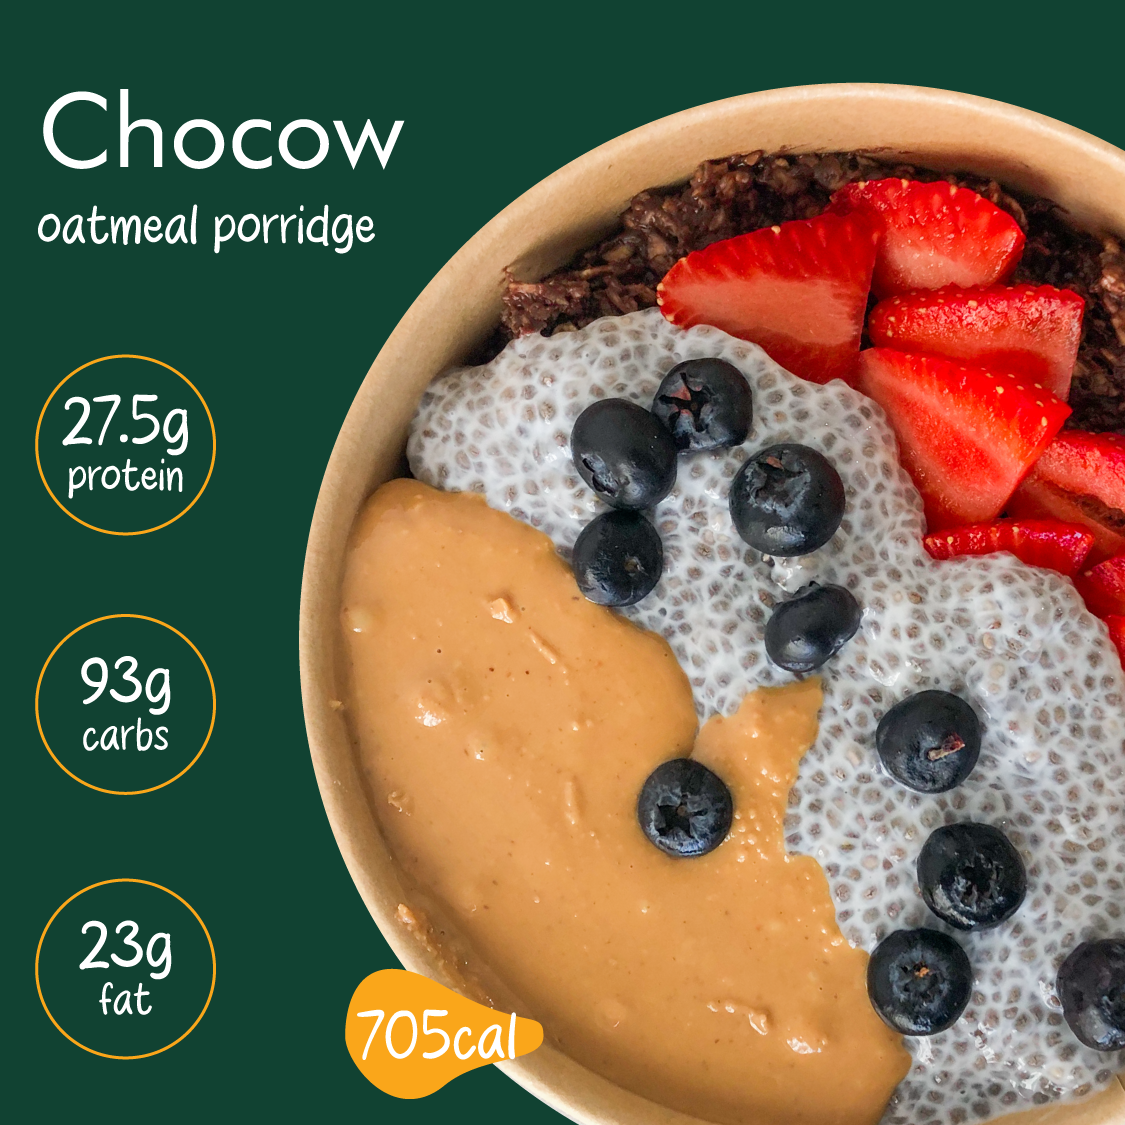 Chocow
oatmeal porridge
27.5g
protein
93g
carbs
23g
fat
705cal